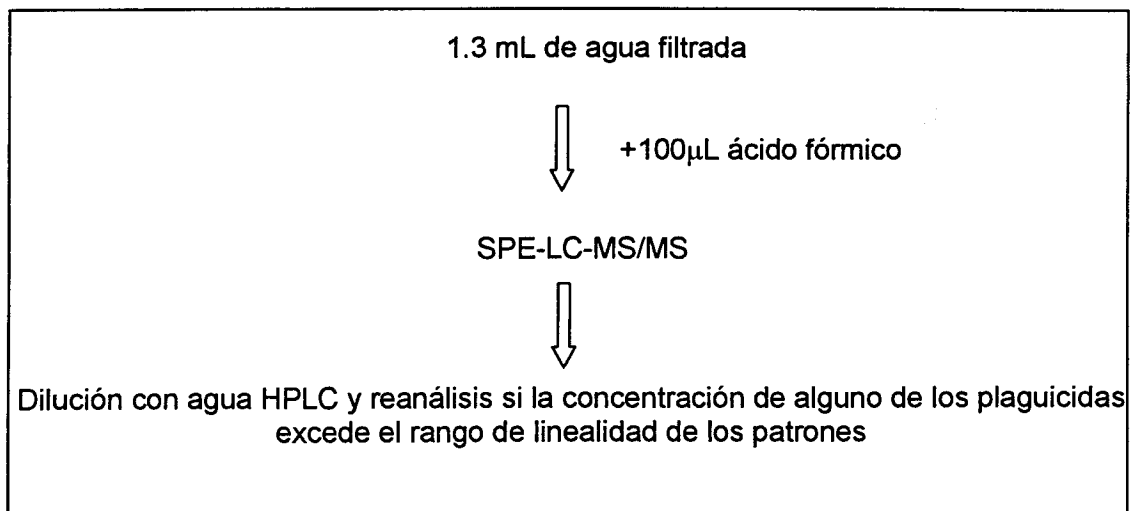 1.3 mL de agua filtrada
+100μL ácido fórmico
SPE-LC-MS/MS
Dilución con agua HPLC y reanálisis si la concentración de alguno de los plaguicidas
excede el rango de linealidad de los patrones